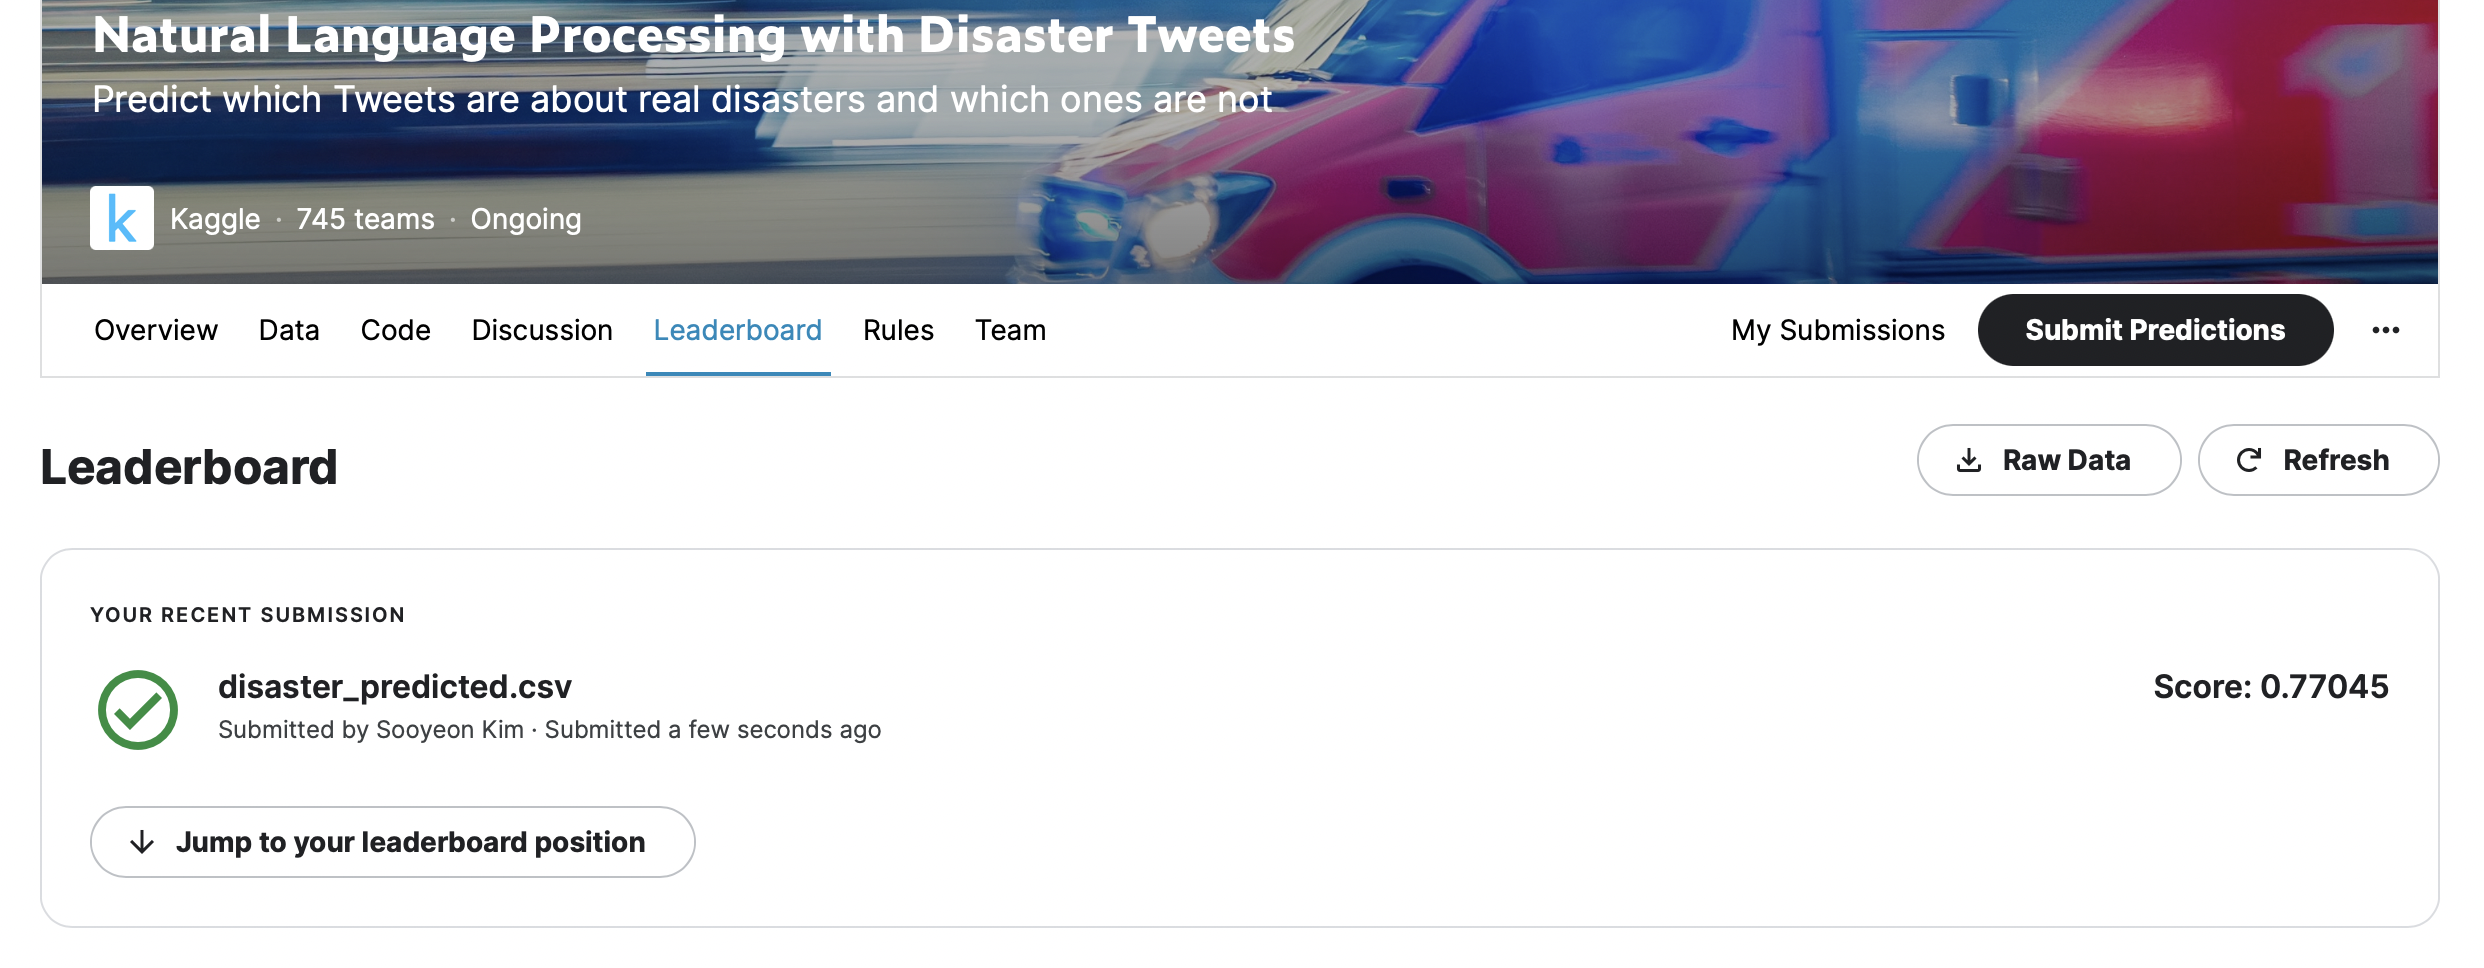 Natural Language Processing with Disaster Tweets
Predict which Tweets are about real disasters and which ones are not
k Kaggle · 745 teams · Ongoing
Overview Data Code Discussion Leaderboard Rules Team My Submissions Submit Predictions
Leaderboard Raw Data Refresh
YOUR RECENT SUBMISSION
disaster_predicted.csv Score: 0.77045
Submitted by Sooyeon Kim · Submitted a few seconds ago
Jump to your leaderboard position